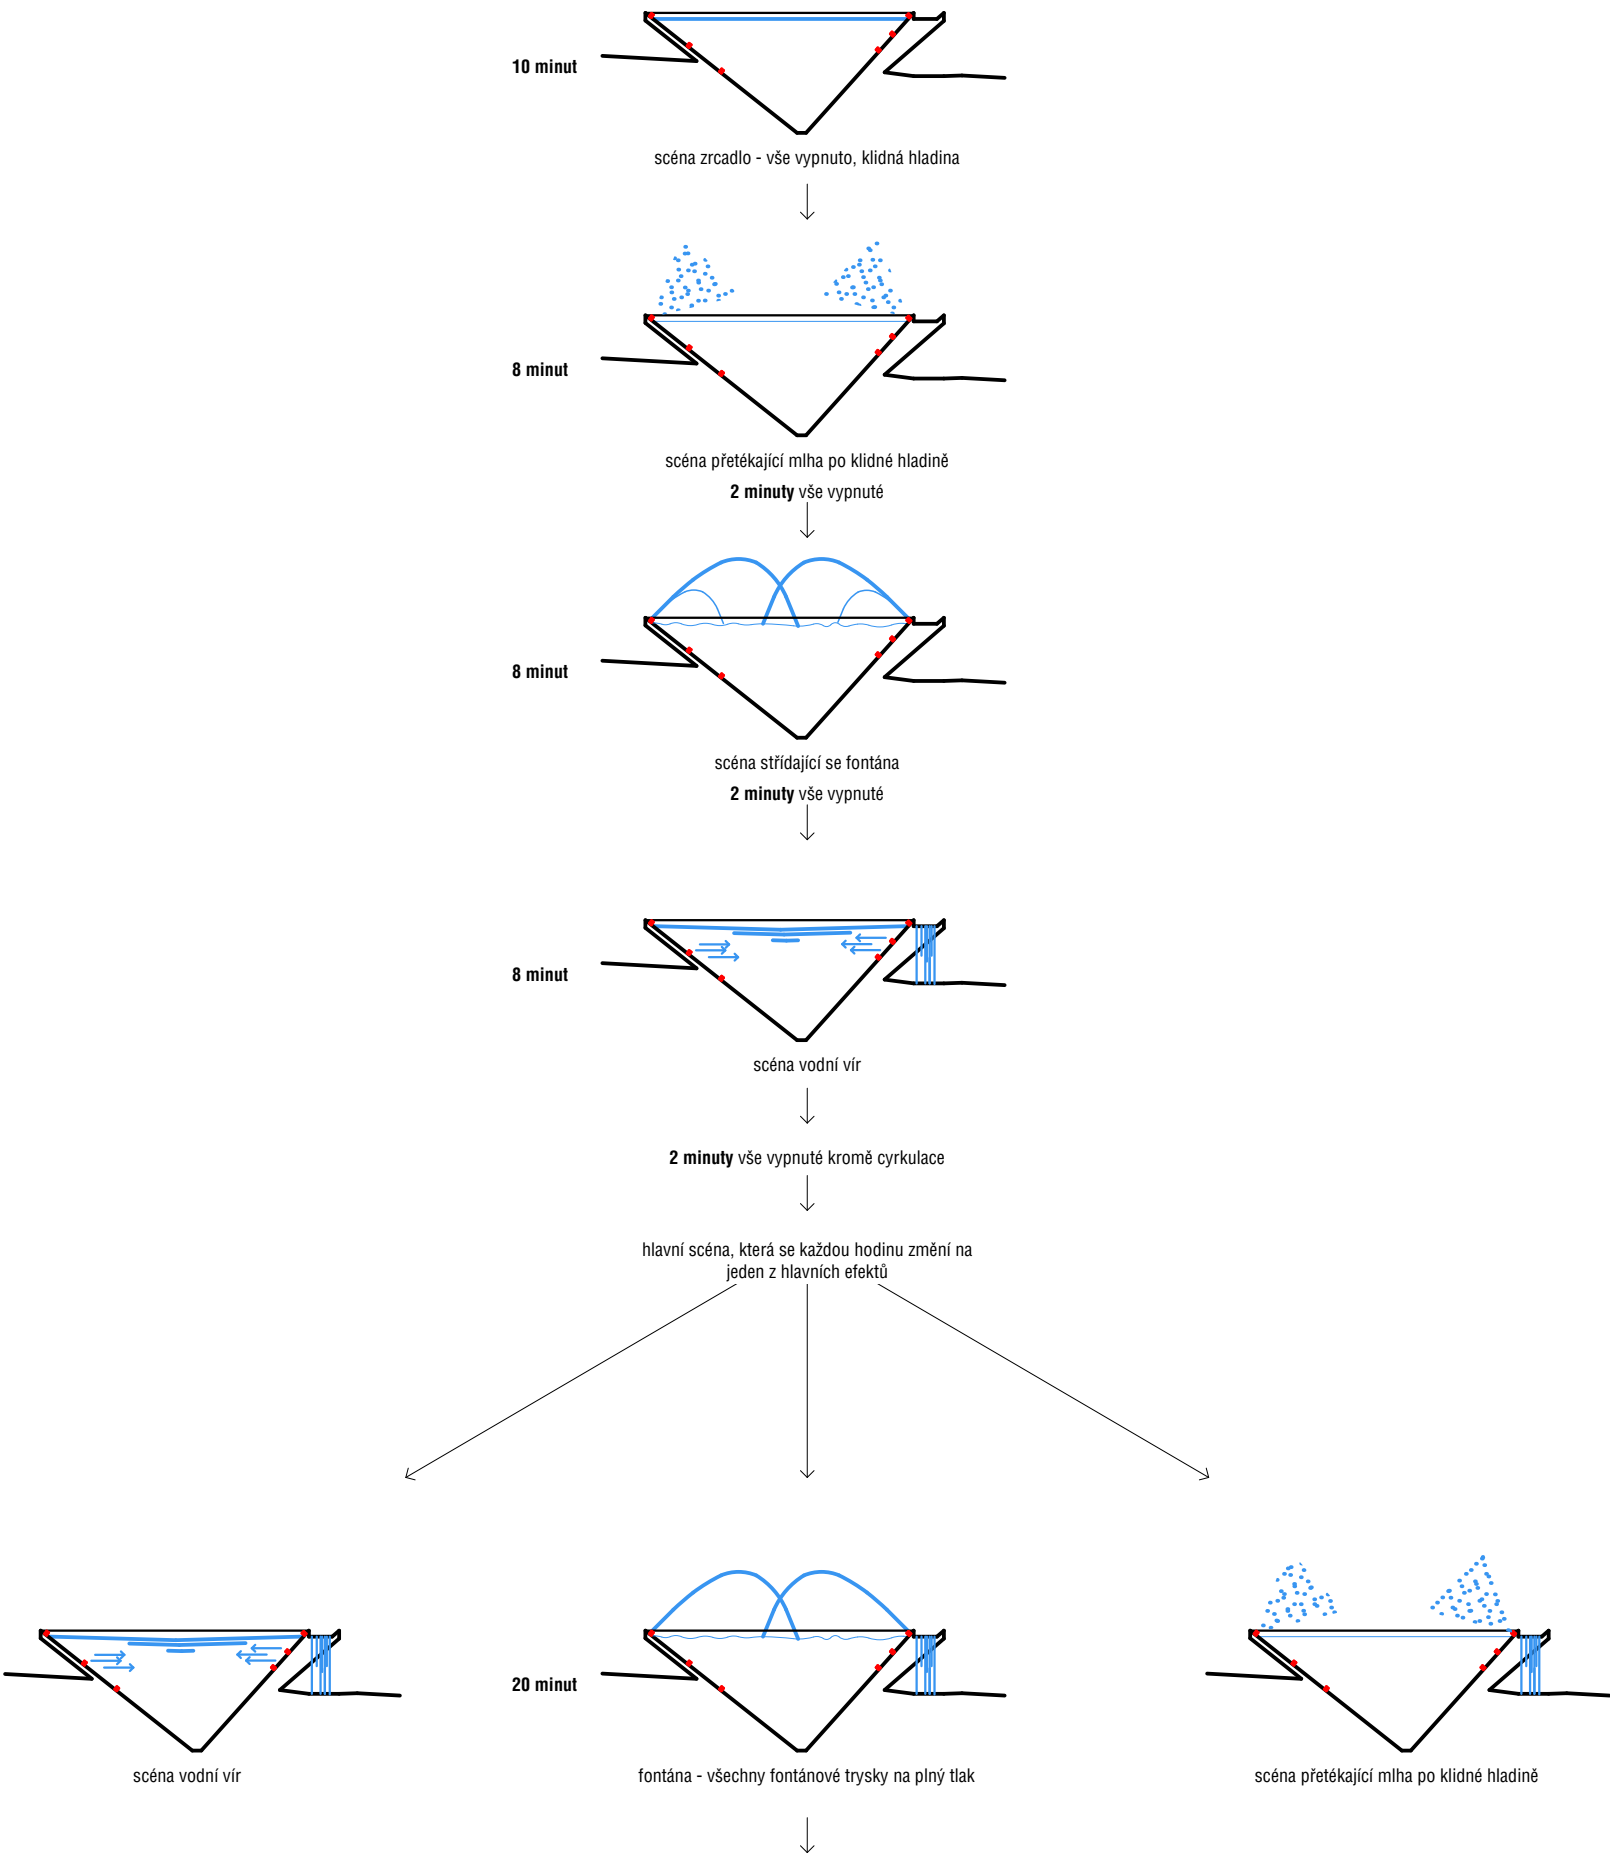 10 minut
scéna zrcadlo - vše vypnuto, klidná hladina
8 minut
scéna přetékající mlha po klidné hladině
2 minuty vše vypnuté
8 minut
scéna střídající se fontána
2 minuty vše vypnuté
8 minut
scéna vodní vír
2 minuty vše vypnuté kromě cyrkulace
hlavní scéna, která se každou hodinu změní na
jeden z hlavních efektů
20 minut
scéna vodní vír
fontána - všechny fontánové trysky na plný tlak
scéna přetékající mlha po klidné hladině